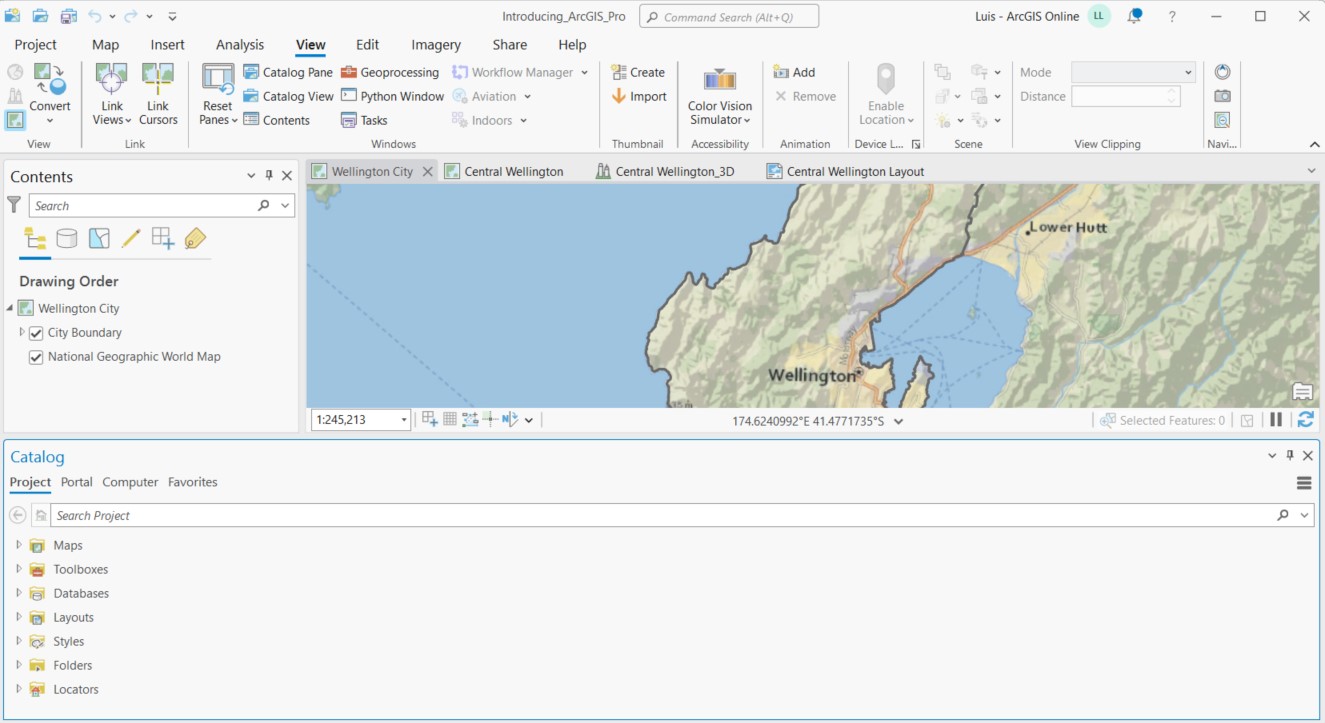 Introducing_ArcGIS_Pro
Command Search (Alt+Q)
Luis - ArcGIS Online
LL
?
Project Map Insert Analysis View Edit Imagery Share Help
Convert
View
Link Views
Link Cursors
Link
Reset Panes
Catalog Pane
Catalog View
Contents
Geoprocessing
Python Window
Tasks
Workflow Manager
Aviation
Indoors
Windows
Create
Import
Thumbnail
Color Vision Simulator
Accessibility
Add
Remove
Animation
Enable Location
Device L...
Scene
Mode
Distance
View Clipping
Navi...
Contents
Search
Drawing Order
Wellington City
City Boundary
National Geographic World Map
Wellington City
Central Wellington
Central Wellington_3D
Central Wellington Layout
Lower Hutt
Wellington
1:245,213
174.6240992°E 41.4771735°S
Selected Features: 0
Catalog
Project Portal Computer Favorites
Search Project
Maps
Toolboxes
Databases
Layouts
Styles
Folders
Locators